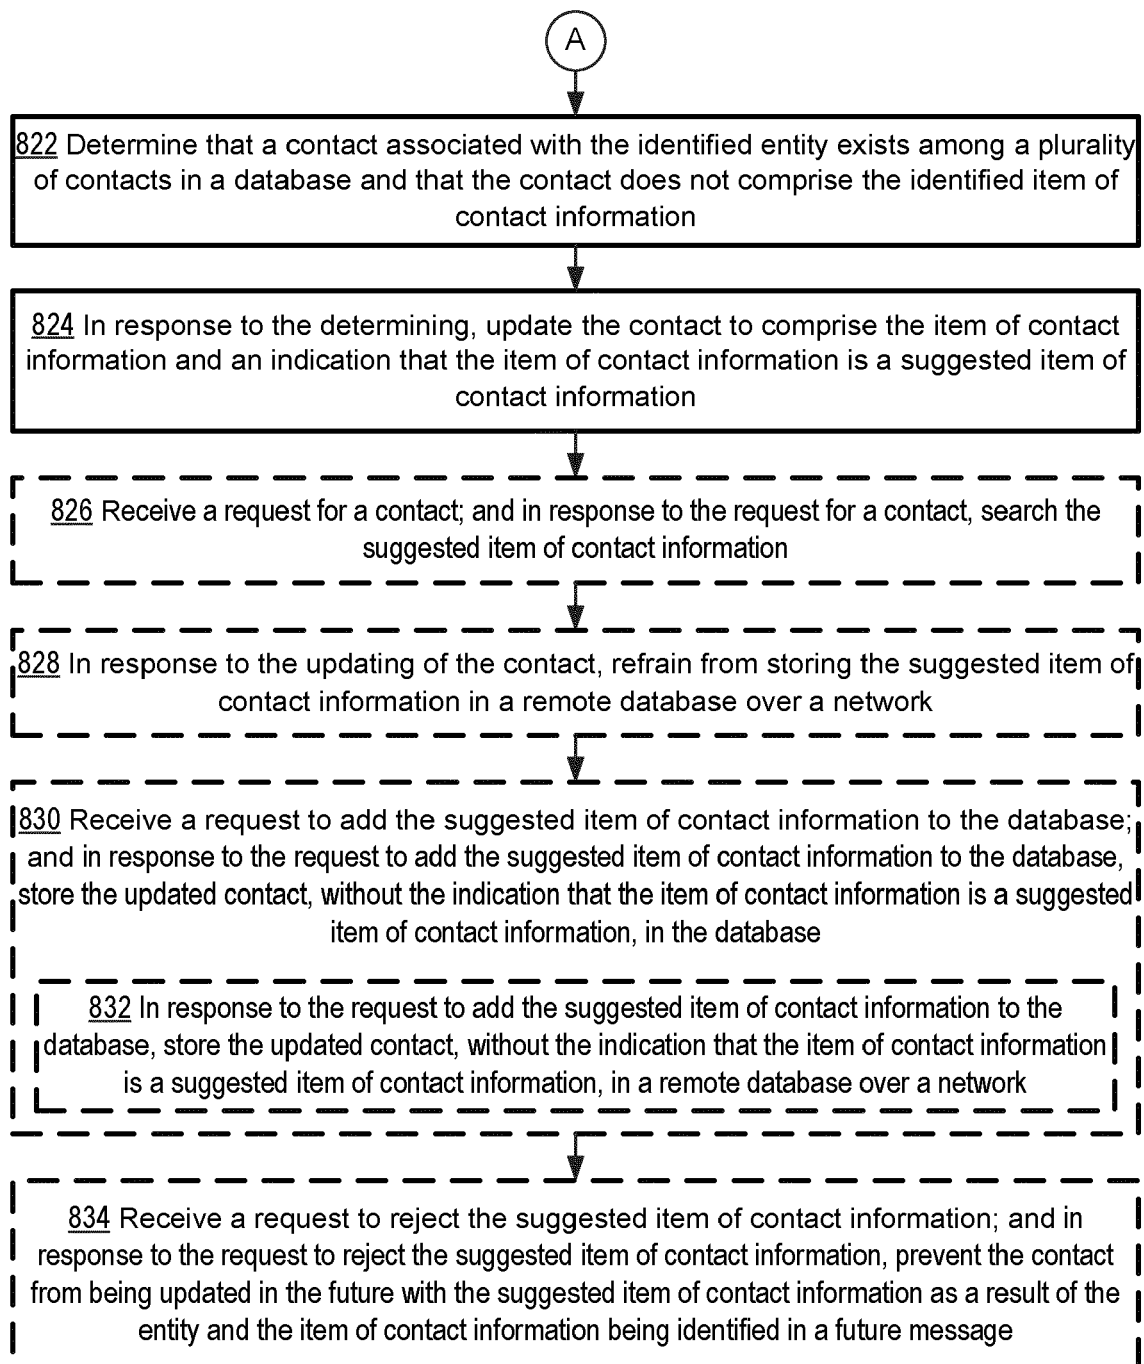 A
822 Determine that a contact associated with the identified entity exists among a plurality
of contacts in a database and that the contact does not comprise the identified item of
contact information
824 In response to the determining, update the contact to comprise the item of contact
information and an indication that the item of contact information is a suggested item of
contact information
826 Receive a request for a contact; and in response to the request for a contact, search the
suggested item of contact information
828 In response to the updating of the contact, refrain from storing the suggested item of
contact information in a remote database over a network
830 Receive a request to add the suggested item of contact information to the database;
and in response to the request to add the suggested item of contact information to the database,
store the updated contact, without the indication that the item of contact information is a suggested
item of contact information, in the database
832 In response to the request to add the suggested item of contact information to the
database, store the updated contact, without the indication that the item of contact information
is a suggested item of contact information, in a remote database over a network
834 Receive a request to reject the suggested item of contact information; and in
response to the request to reject the suggested item of contact information, prevent the contact
from being updated in the future with the suggested item of contact information as a result of the
entity and the item of contact information being identified in a future message